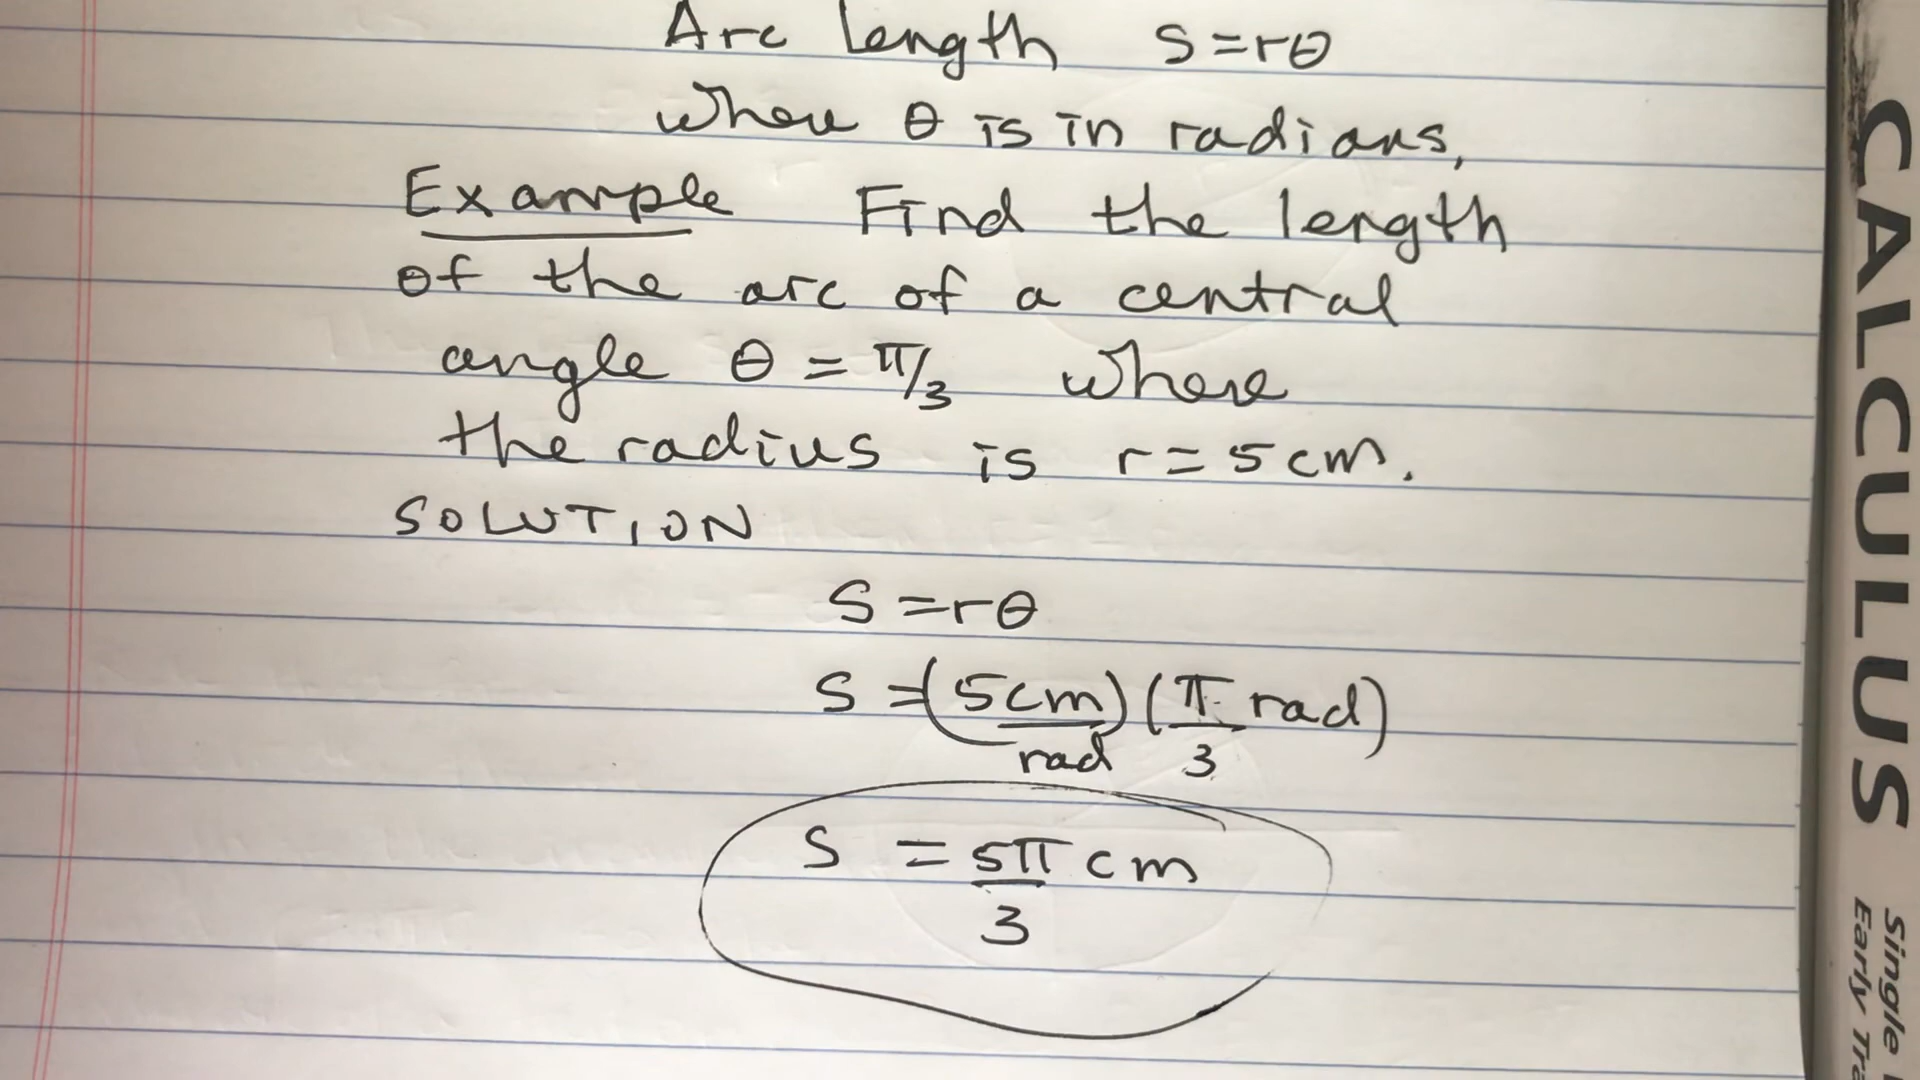 Arc length s=rθ
where θ is in radians,
Example Find the length
of the arc of a central
angle θ = π/3 where
the radius is r=5cm.
SOLUTION
S=rθ
S=(5cm/rad)(π/3 rad)
S = 5π/3 cm
CALCULUS
Single
Early Tra